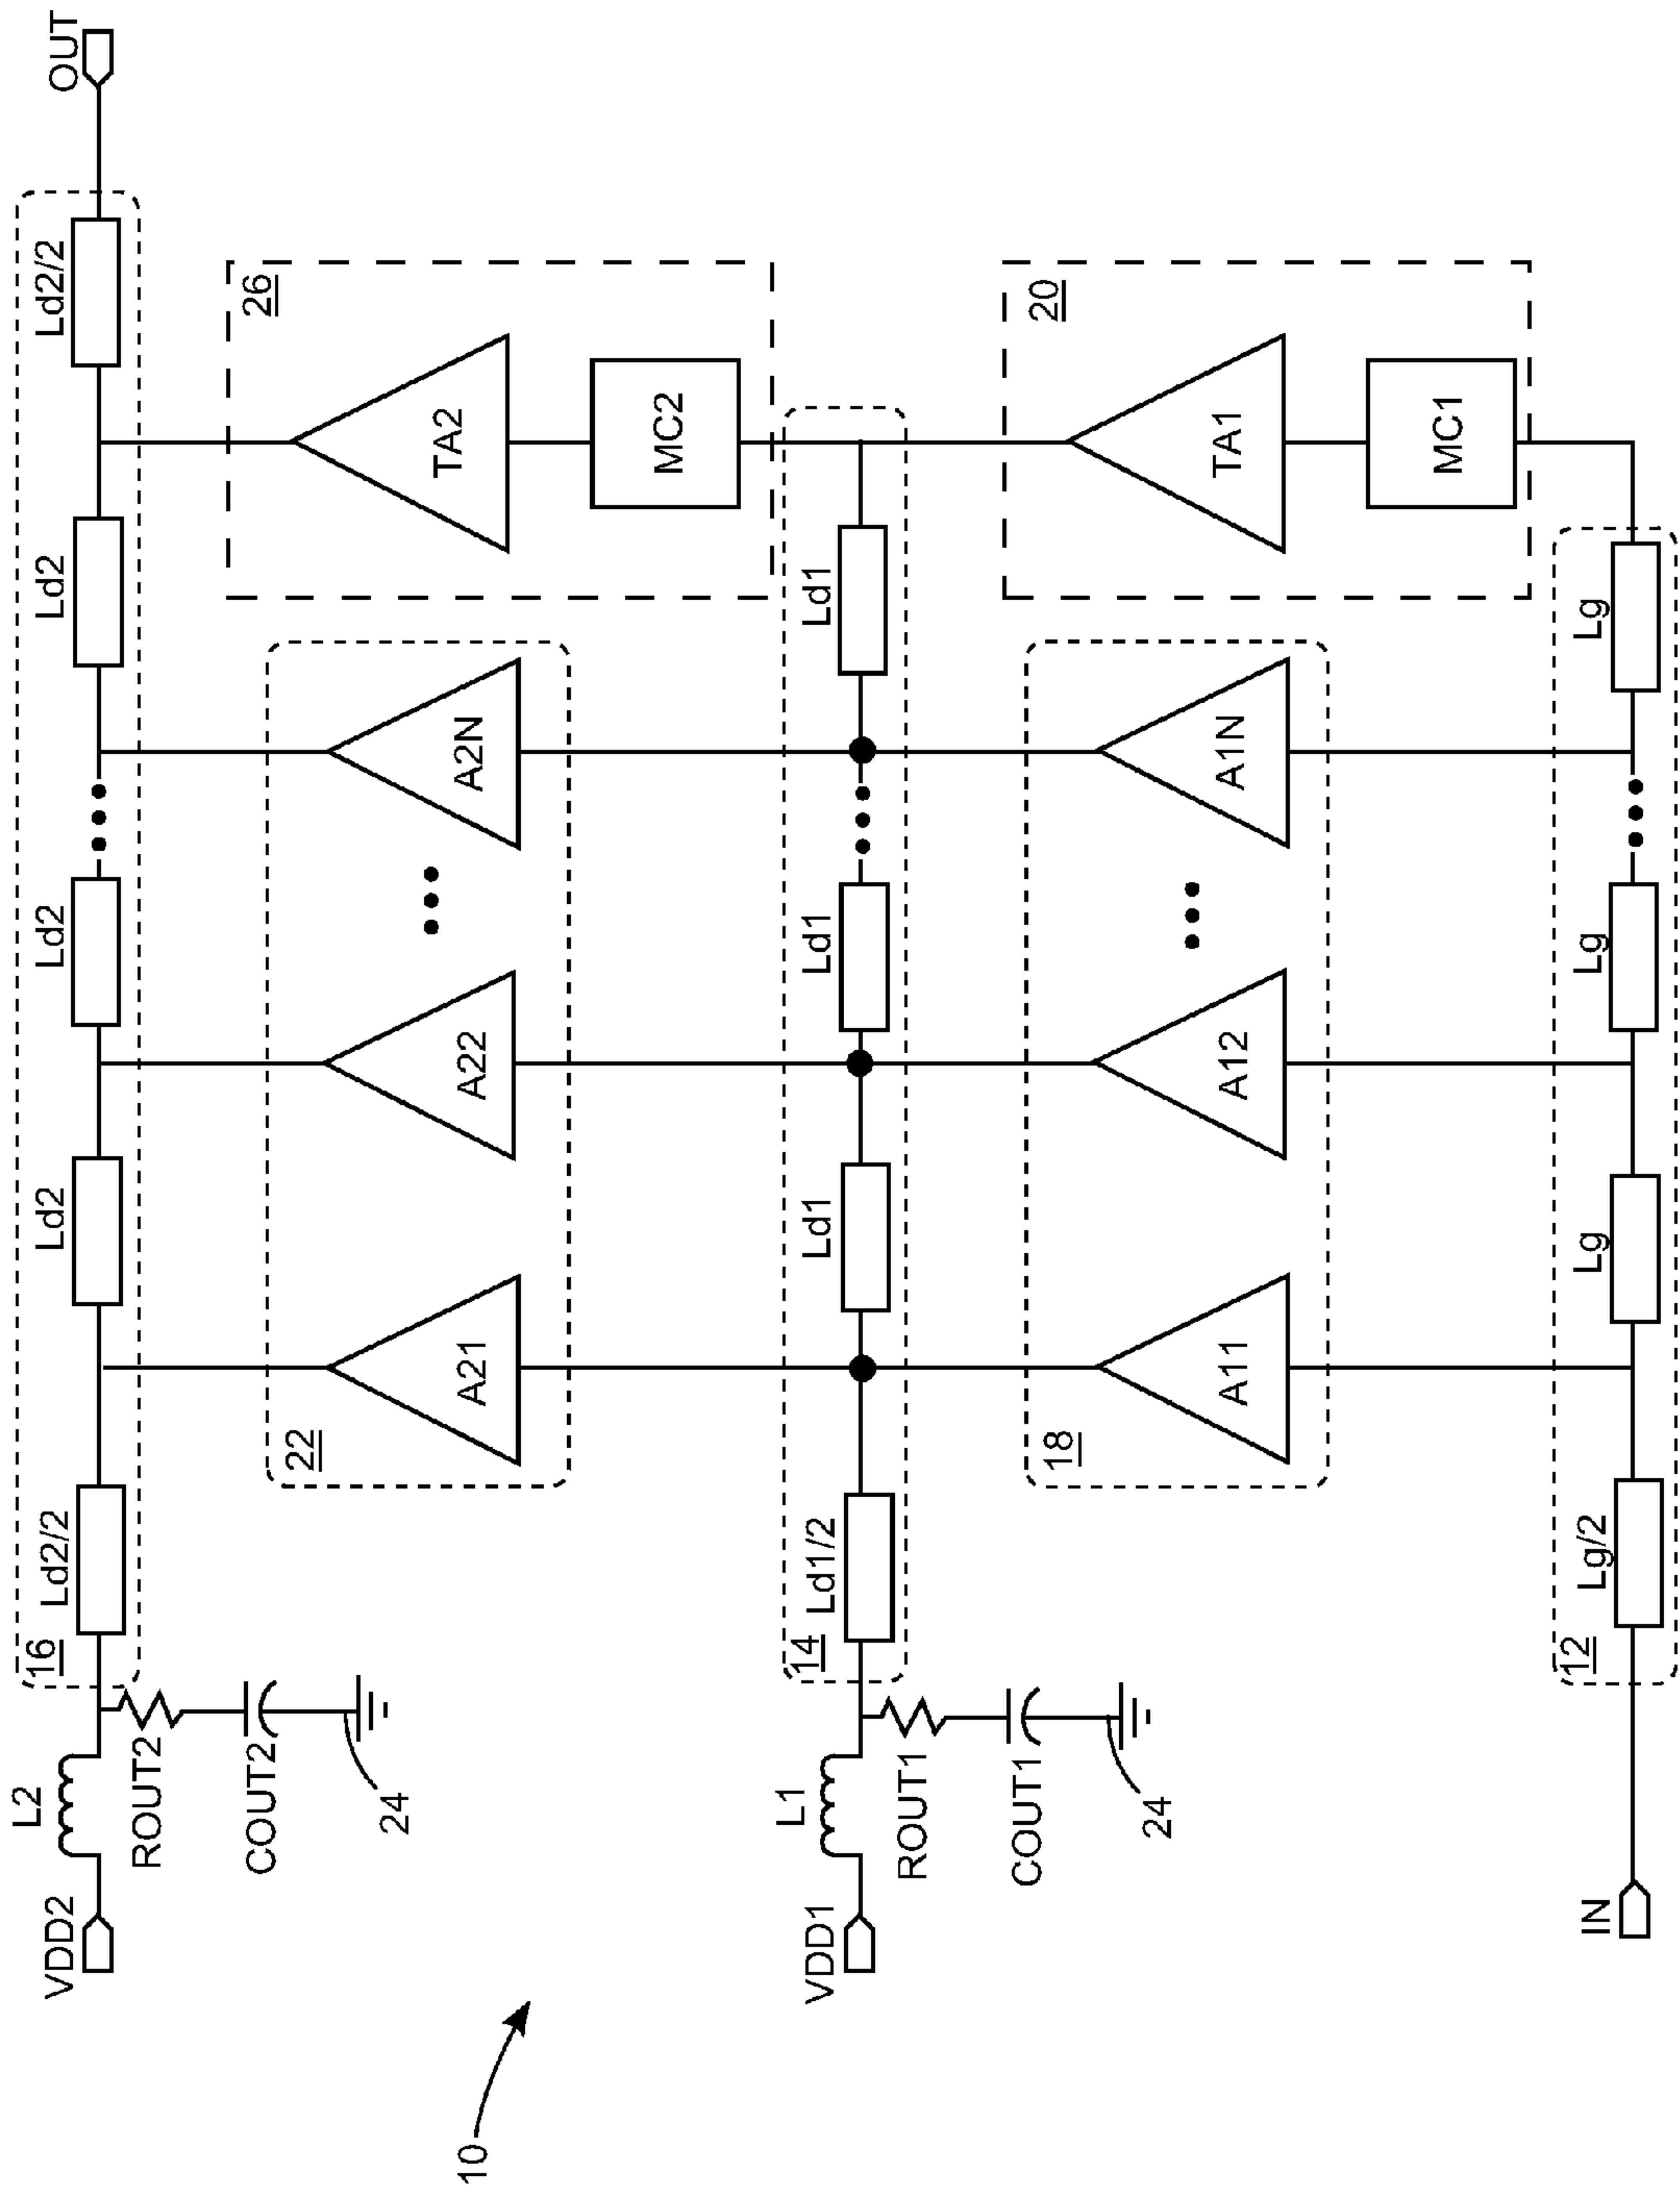 OUT
Ld2/2
Ld2
Ld2
Ld2
Ld2/2
16
L2
VDD2
ROUT2
COUT2
24
26
TA2
MC2
A2N
A22
A21
22
Ld1
Ld1
Ld1
Ld1/2
14
L1
VDD1
ROUT1
COUT1
24
20
TA1
MC1
A1N
A12
A11
18
Lg
Lg
Lg
Lg/2
12
IN
10